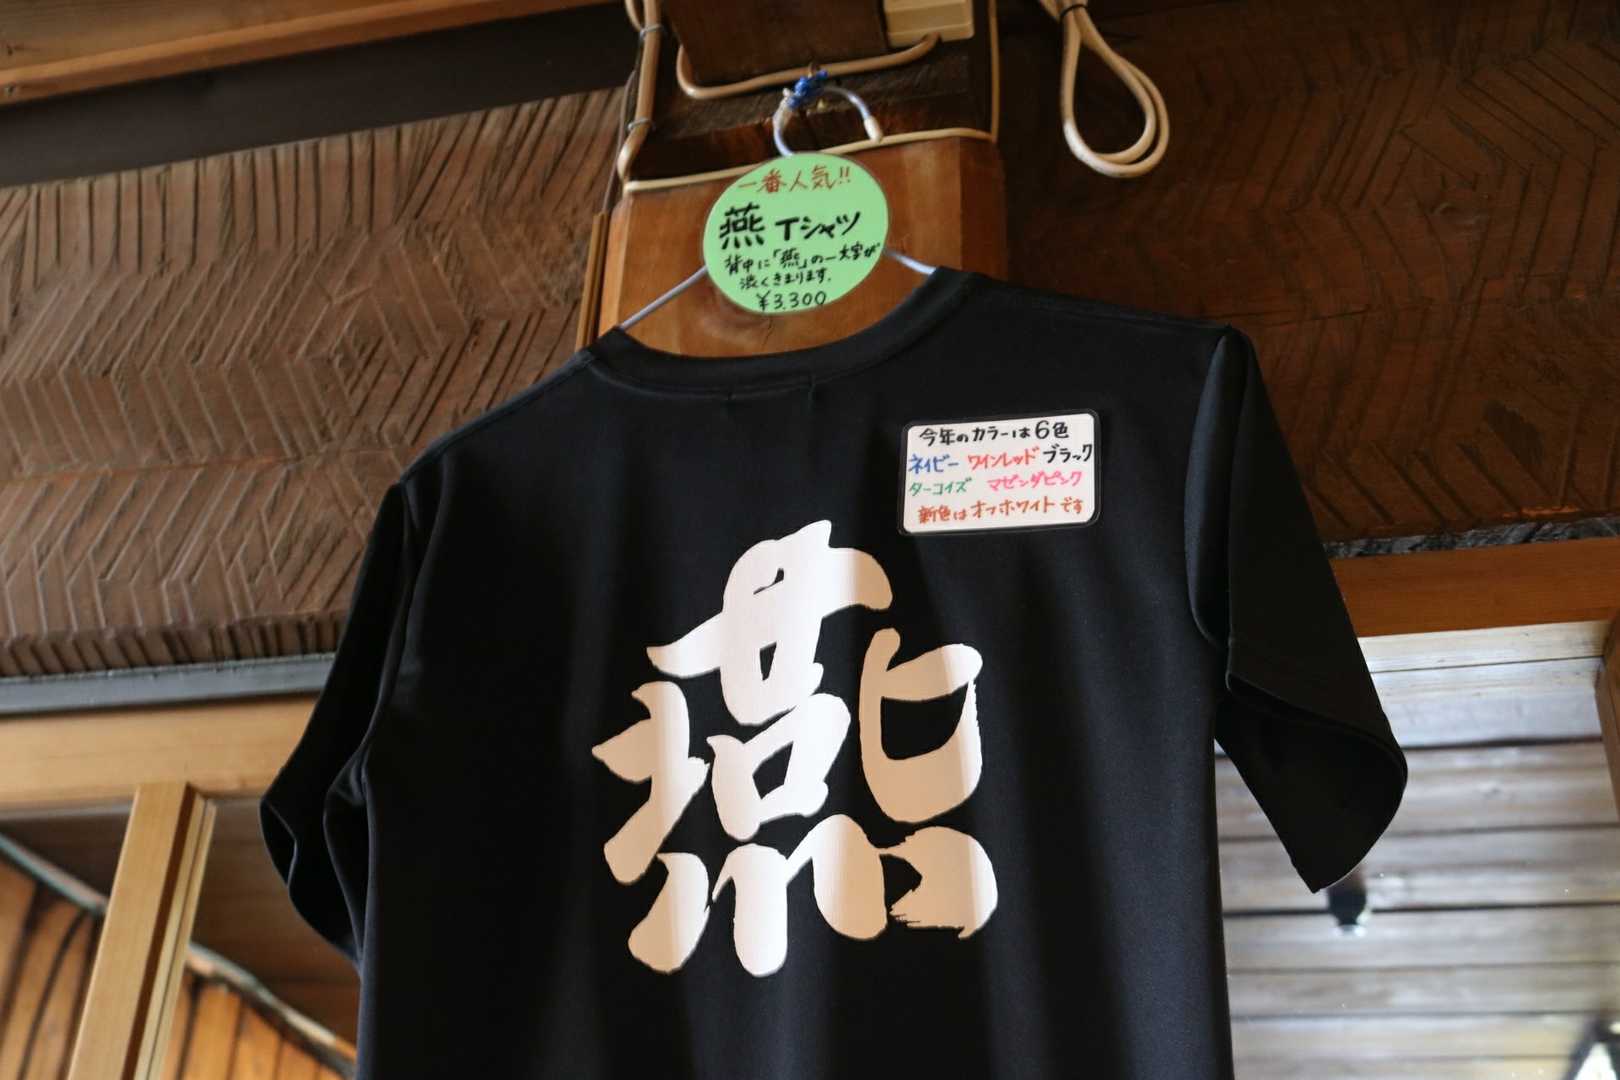 一番人気!!
燕 Tシャツ
背中に「燕」の一文字が
渋くきまります.
¥3,300
今年のカラーは6色
ネイビー ワインレッド ブラック
ターコイズ マゼンダピンク
新色はオフホワイトです
燕